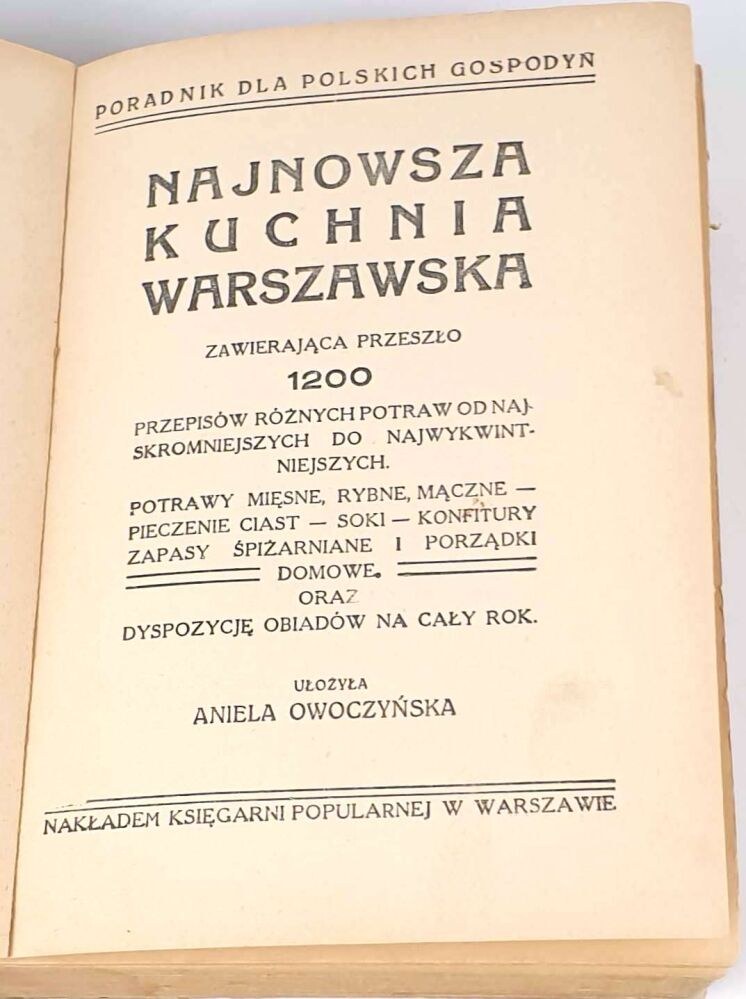 PORADNIK DLA POLSKICH GOSPODYŃ
NAJNOWSZA
KUCHNIA
WARSZAWSKA
ZAWIERAJĄCA PRZESZŁO
1200
PRZEPISÓW RÓŻNYCH POTRAW OD NAJ-
SKROMNIEJSZYCH DO NAJWYKWINT-
NIEJSZYCH.
POTRAWY MIĘSNE, RYBNE, MĄCZNE —
PIECZENIE CIAST — SOKI — KONFITURY
ZAPASY ŚPIŻARNIANE I PORZĄDKI
DOMOWE.
ORAZ
DYSPOZYCJĘ OBIADÓW NA CAŁY ROK.
UŁOŻYŁA
ANIELA OWOCZYŃSKA
NAKŁADEM KSIĘGARNI POPULARNEJ W WARSZAWIE